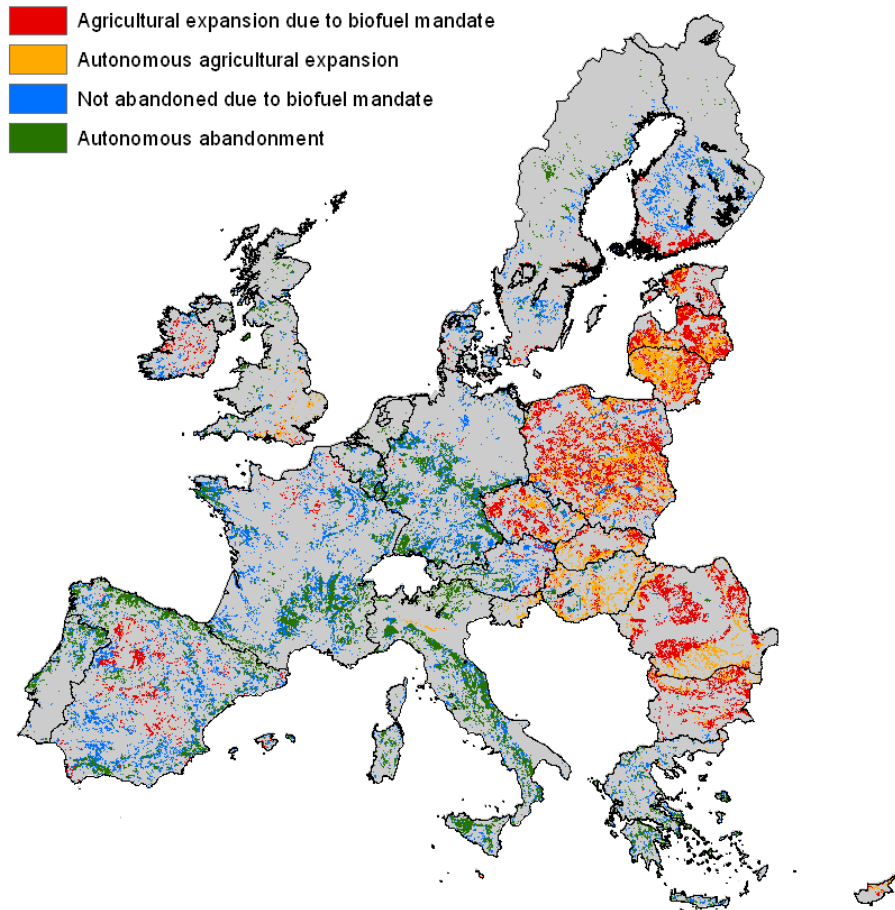 Agricultural expansion due to biofuel mandate
Autonomous agricultural expansion
Not abandoned due to biofuel mandate
Autonomous abandonment